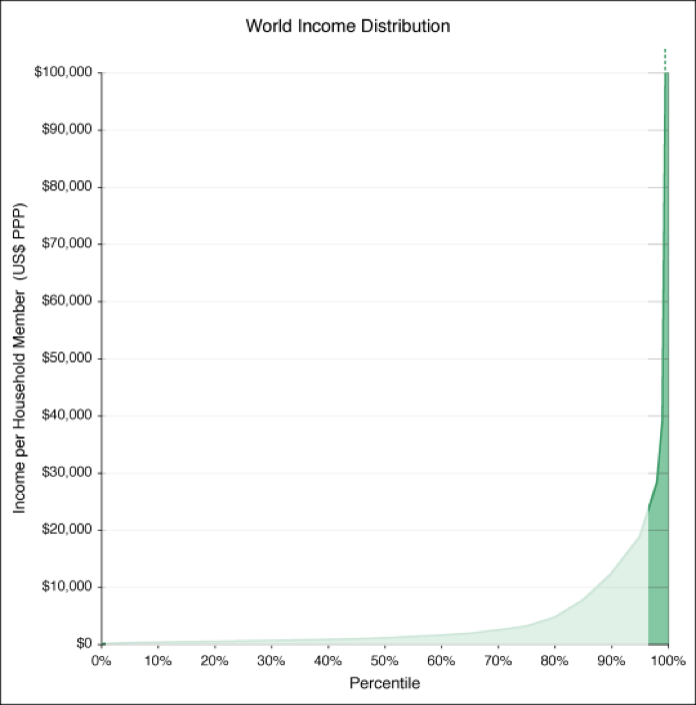 World Income Distribution
$100,000
$90,000
$80,000
$70,000
$60,000
$50,000
$40,000
$30,000
$20,000
$10,000
$0
Income per Household Member (US$ PPP)
0% 10% 20% 30% 40% 50% 60% 70% 80% 90% 100%
Percentile